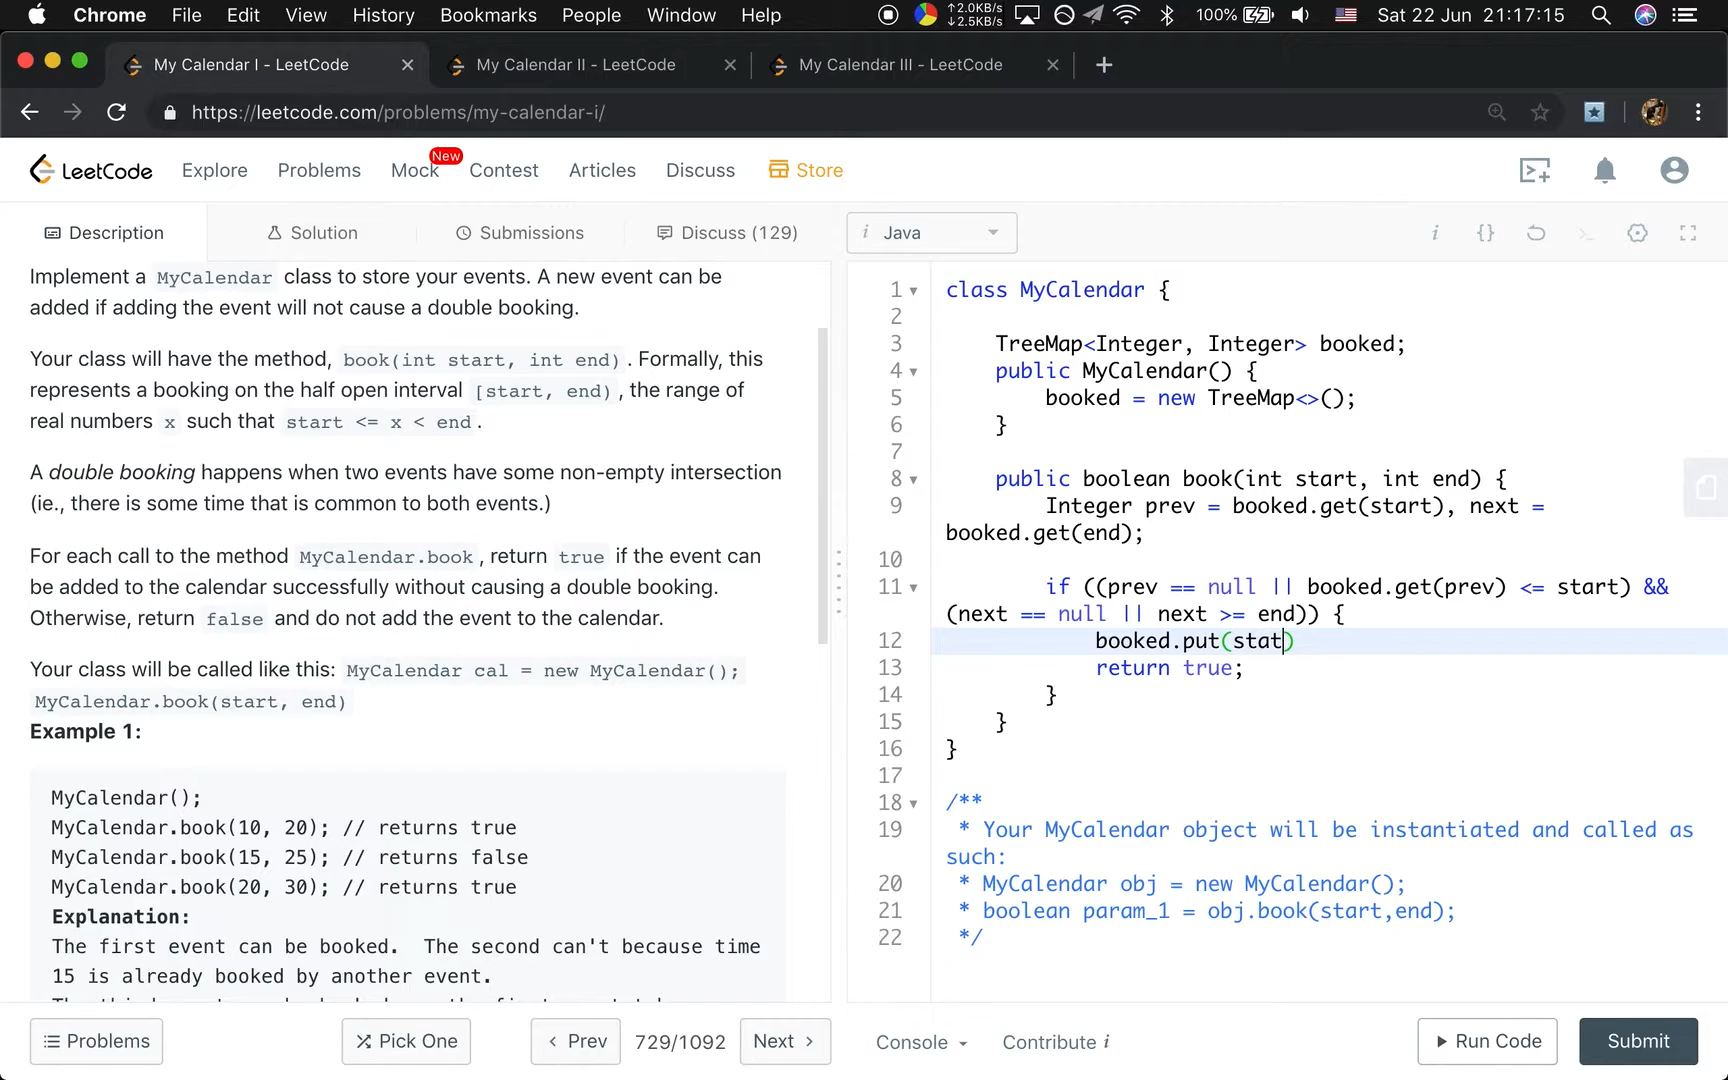 Chrome File Edit View History Bookmarks People Window Help ↑2.0KB/s ↓2.5KB/s 100% Sat 22 Jun 21:17:15
My Calendar I - LeetCode My Calendar II - LeetCode My Calendar III - LeetCode
https://leetcode.com/problems/my-calendar-i/
LeetCode Explore Problems Mock New Contest Articles Discuss Store
Description Solution Submissions Discuss (129)
Implement a MyCalendar class to store your events. A new event can be
added if adding the event will not cause a double booking.
Your class will have the method, book(int start, int end). Formally, this
represents a booking on the half open interval [start, end), the range of
real numbers x such that start <= x < end.
A double booking happens when two events have some non-empty intersection
(ie., there is some time that is common to both events.)
For each call to the method MyCalendar.book, return true if the event can
be added to the calendar successfully without causing a double booking.
Otherwise, return false and do not add the event to the calendar.
Your class will be called like this: MyCalendar cal = new MyCalendar();
MyCalendar.book(start, end)
Example 1:
MyCalendar();
MyCalendar.book(10, 20); // returns true
MyCalendar.book(15, 25); // returns false
MyCalendar.book(20, 30); // returns true
Explanation:
The first event can be booked. The second can't because time
15 is already booked by another event.
Problems Pick One Prev 729/1092 Next
i Java
1 class MyCalendar {
2
3 TreeMap<Integer, Integer> booked;
4 public MyCalendar() {
5 booked = new TreeMap<>();
6 }
7
8 public boolean book(int start, int end) {
9 Integer prev = booked.get(start), next =
booked.get(end);
10
11 if ((prev == null || booked.get(prev) <= start) &&
(next == null || next >= end)) {
12 booked.put(stat)
13 return true;
14 }
15 }
16 }
17
18 /**
19 * Your MyCalendar object will be instantiated and called as
such:
20 * MyCalendar obj = new MyCalendar();
21 * boolean param_1 = obj.book(start,end);
22 */
Console Contribute i Run Code Submit